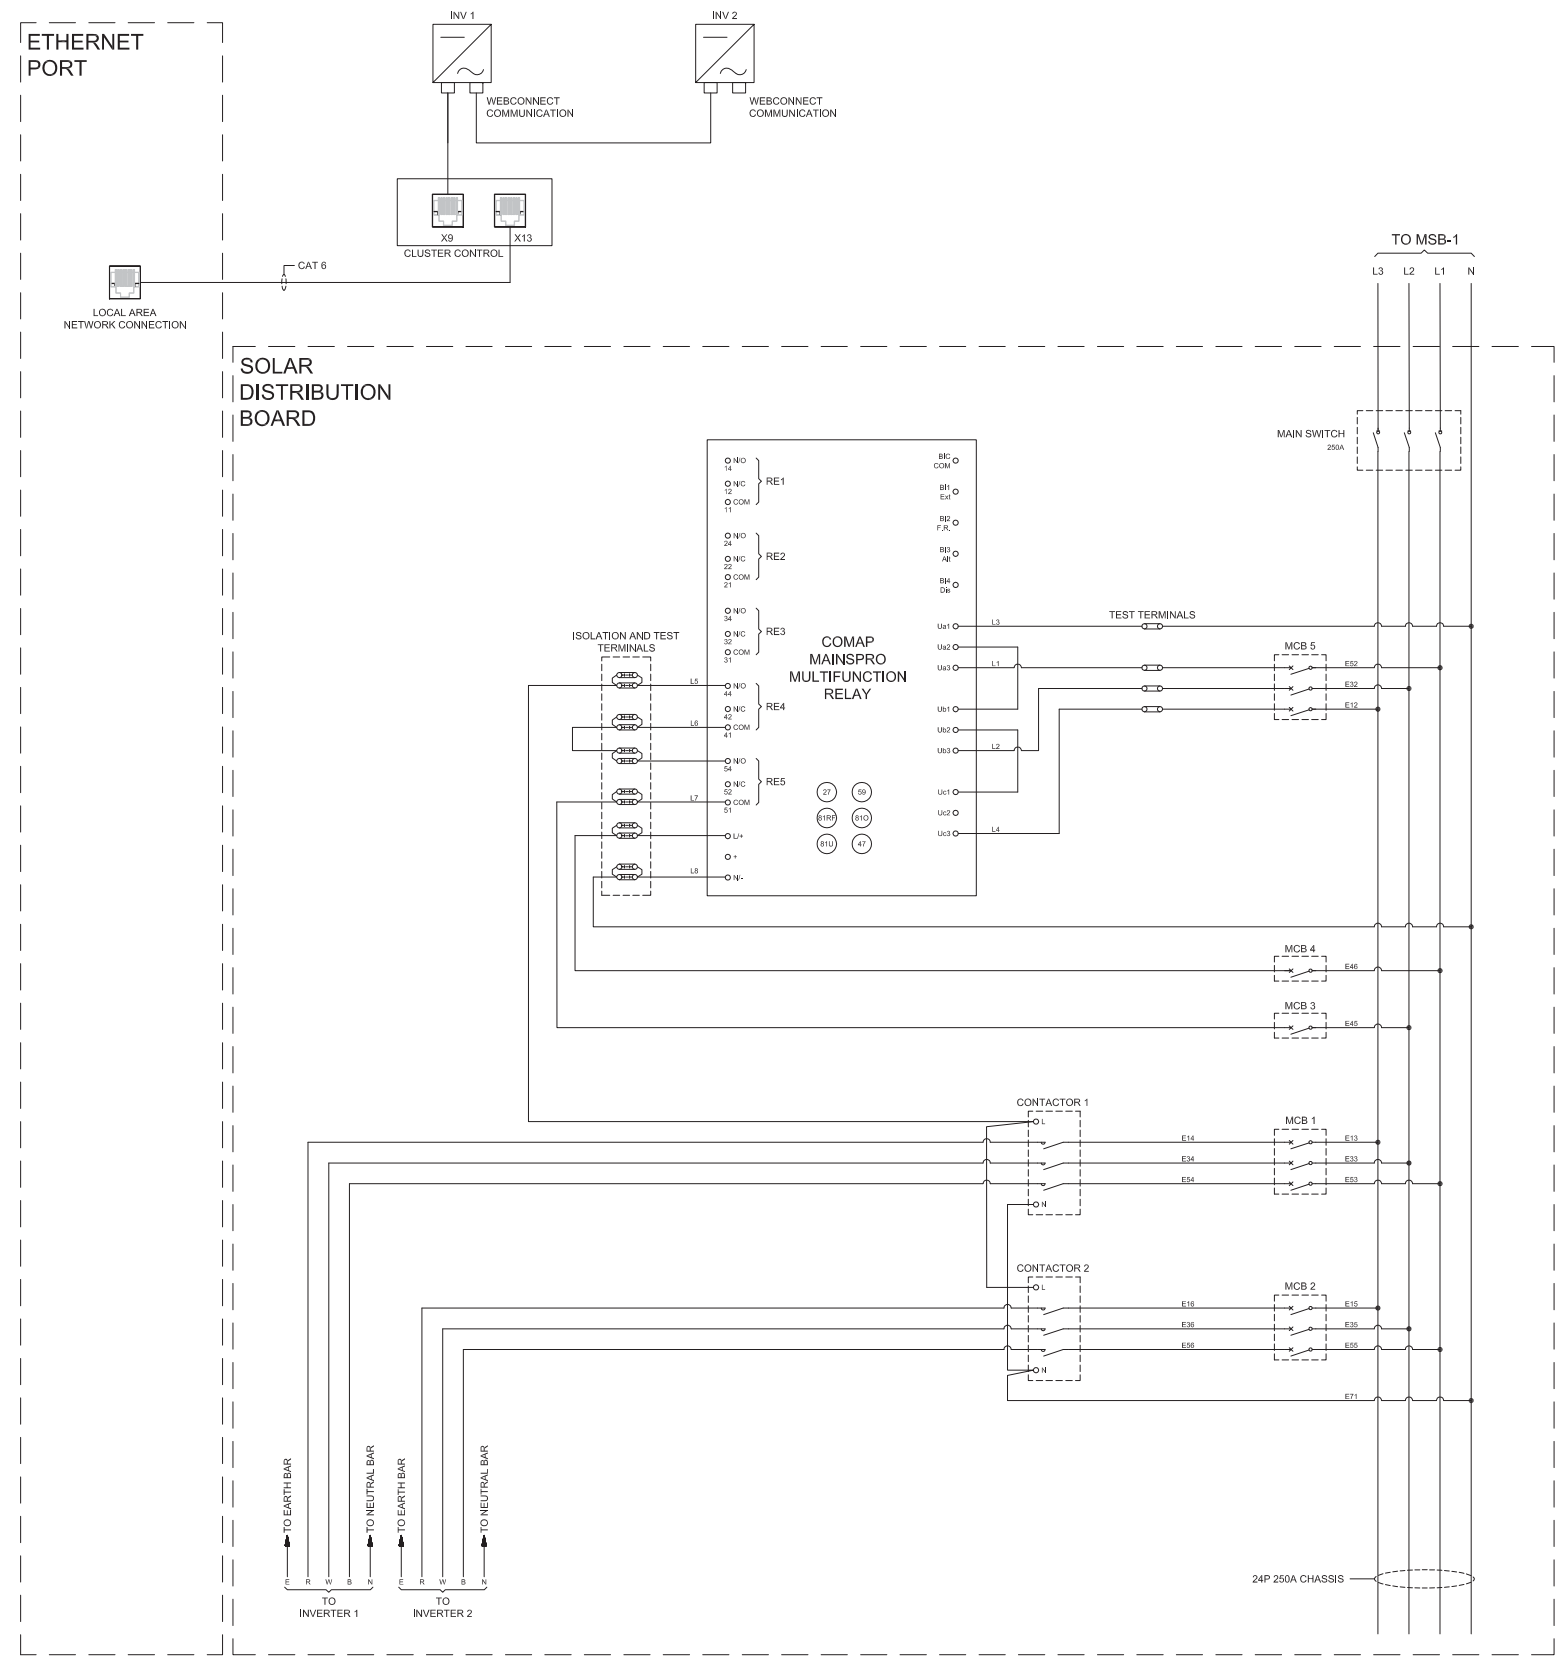 ETHERNET
PORT
INV 1
INV 2
WEBCONNECT
COMMUNICATION
WEBCONNECT
COMMUNICATION
X9
X13
CLUSTER CONTROL
CAT 6
LOCAL AREA
NETWORK CONNECTION
TO MSB-1
L3 L2 L1 N
SOLAR
DISTRIBUTION
BOARD
MAIN SWITCH
250A
N/O
14
N/C
12
COM
11
RE1
N/O
24
N/C
22
COM
21
RE2
N/O
34
N/C
32
COM
31
RE3
N/O
44
N/C
42
COM
41
RE4
N/O
54
N/C
52
COM
51
RE5
L/+
+
N/-
BIC
COM
BI1
Ext
BI2
F.R.
BI3
Alt
BI4
Dis
Ua1
Ua2
Ua3
Ub1
Ub2
Ub3
Uc1
Uc2
Uc3
COMAP
MAINSPRO
MULTIFUNCTION
RELAY
27 59
81RF 81O
81U 47
ISOLATION AND TEST
TERMINALS
L5
L6
L7
L8
L3
L1
L2
L4
TEST TERMINALS
MCB 5
E52
E32
E12
MCB 4
E46
MCB 3
E45
CONTACTOR 1
L
N
E14
E34
E54
MCB 1
E13
E33
E53
CONTACTOR 2
L
N
E16
E36
E56
MCB 2
E15
E35
E55
E71
TO EARTH BAR
TO NEUTRAL BAR
TO EARTH BAR
TO NEUTRAL BAR
E R W B N
E R W B N
TO
INVERTER 1
TO
INVERTER 2
24P 250A CHASSIS